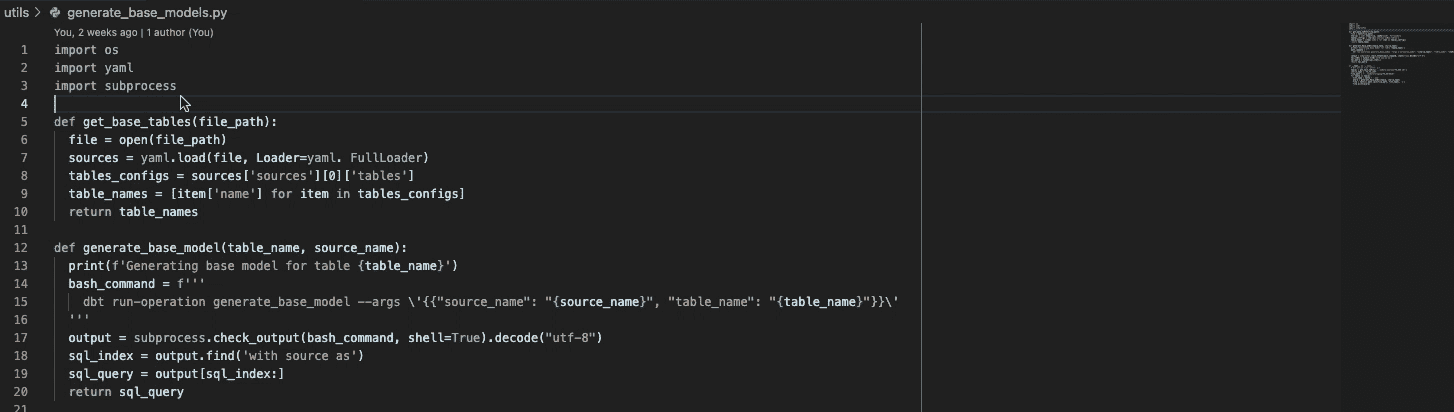 utils > generate_base_models.py
You, 2 weeks ago | 1 author (You)
1 import os
2 import yaml
3 import subprocess
4
5 def get_base_tables(file_path):
6   file = open(file_path)
7   sources = yaml.load(file, Loader=yaml. FullLoader)
8   tables_configs = sources['sources'][0]['tables']
9   table_names = [item['name'] for item in tables_configs]
10   return table_names
11
12 def generate_base_model(table_name, source_name):
13   print(f'Generating base model for table {table_name}')
14   bash_command = f'''
15     dbt run-operation generate_base_model --args \'{{"source_name": "{source_name}", "table_name": "{table_name}"}}\'
16   '''
17   output = subprocess.check_output(bash_command, shell=True).decode("utf-8")
18   sql_index = output.find('with source as')
19   sql_query = output[sql_index:]
20   return sql_query
21